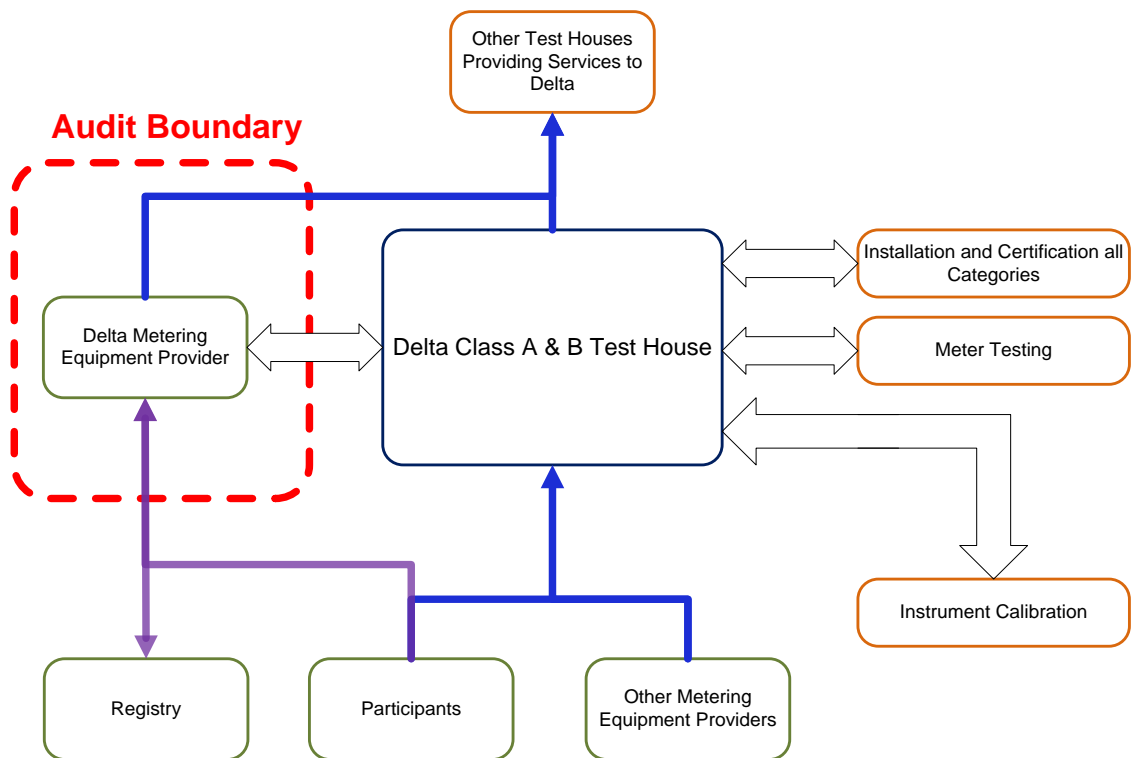 Other Test Houses
Providing Services to
Delta
Audit Boundary
Installation and Certification all
Categories
Delta Metering
Equipment Provider
Delta Class A & B Test House
Meter Testing
Instrument Calibration
Registry
Participants
Other Metering
Equipment Providers